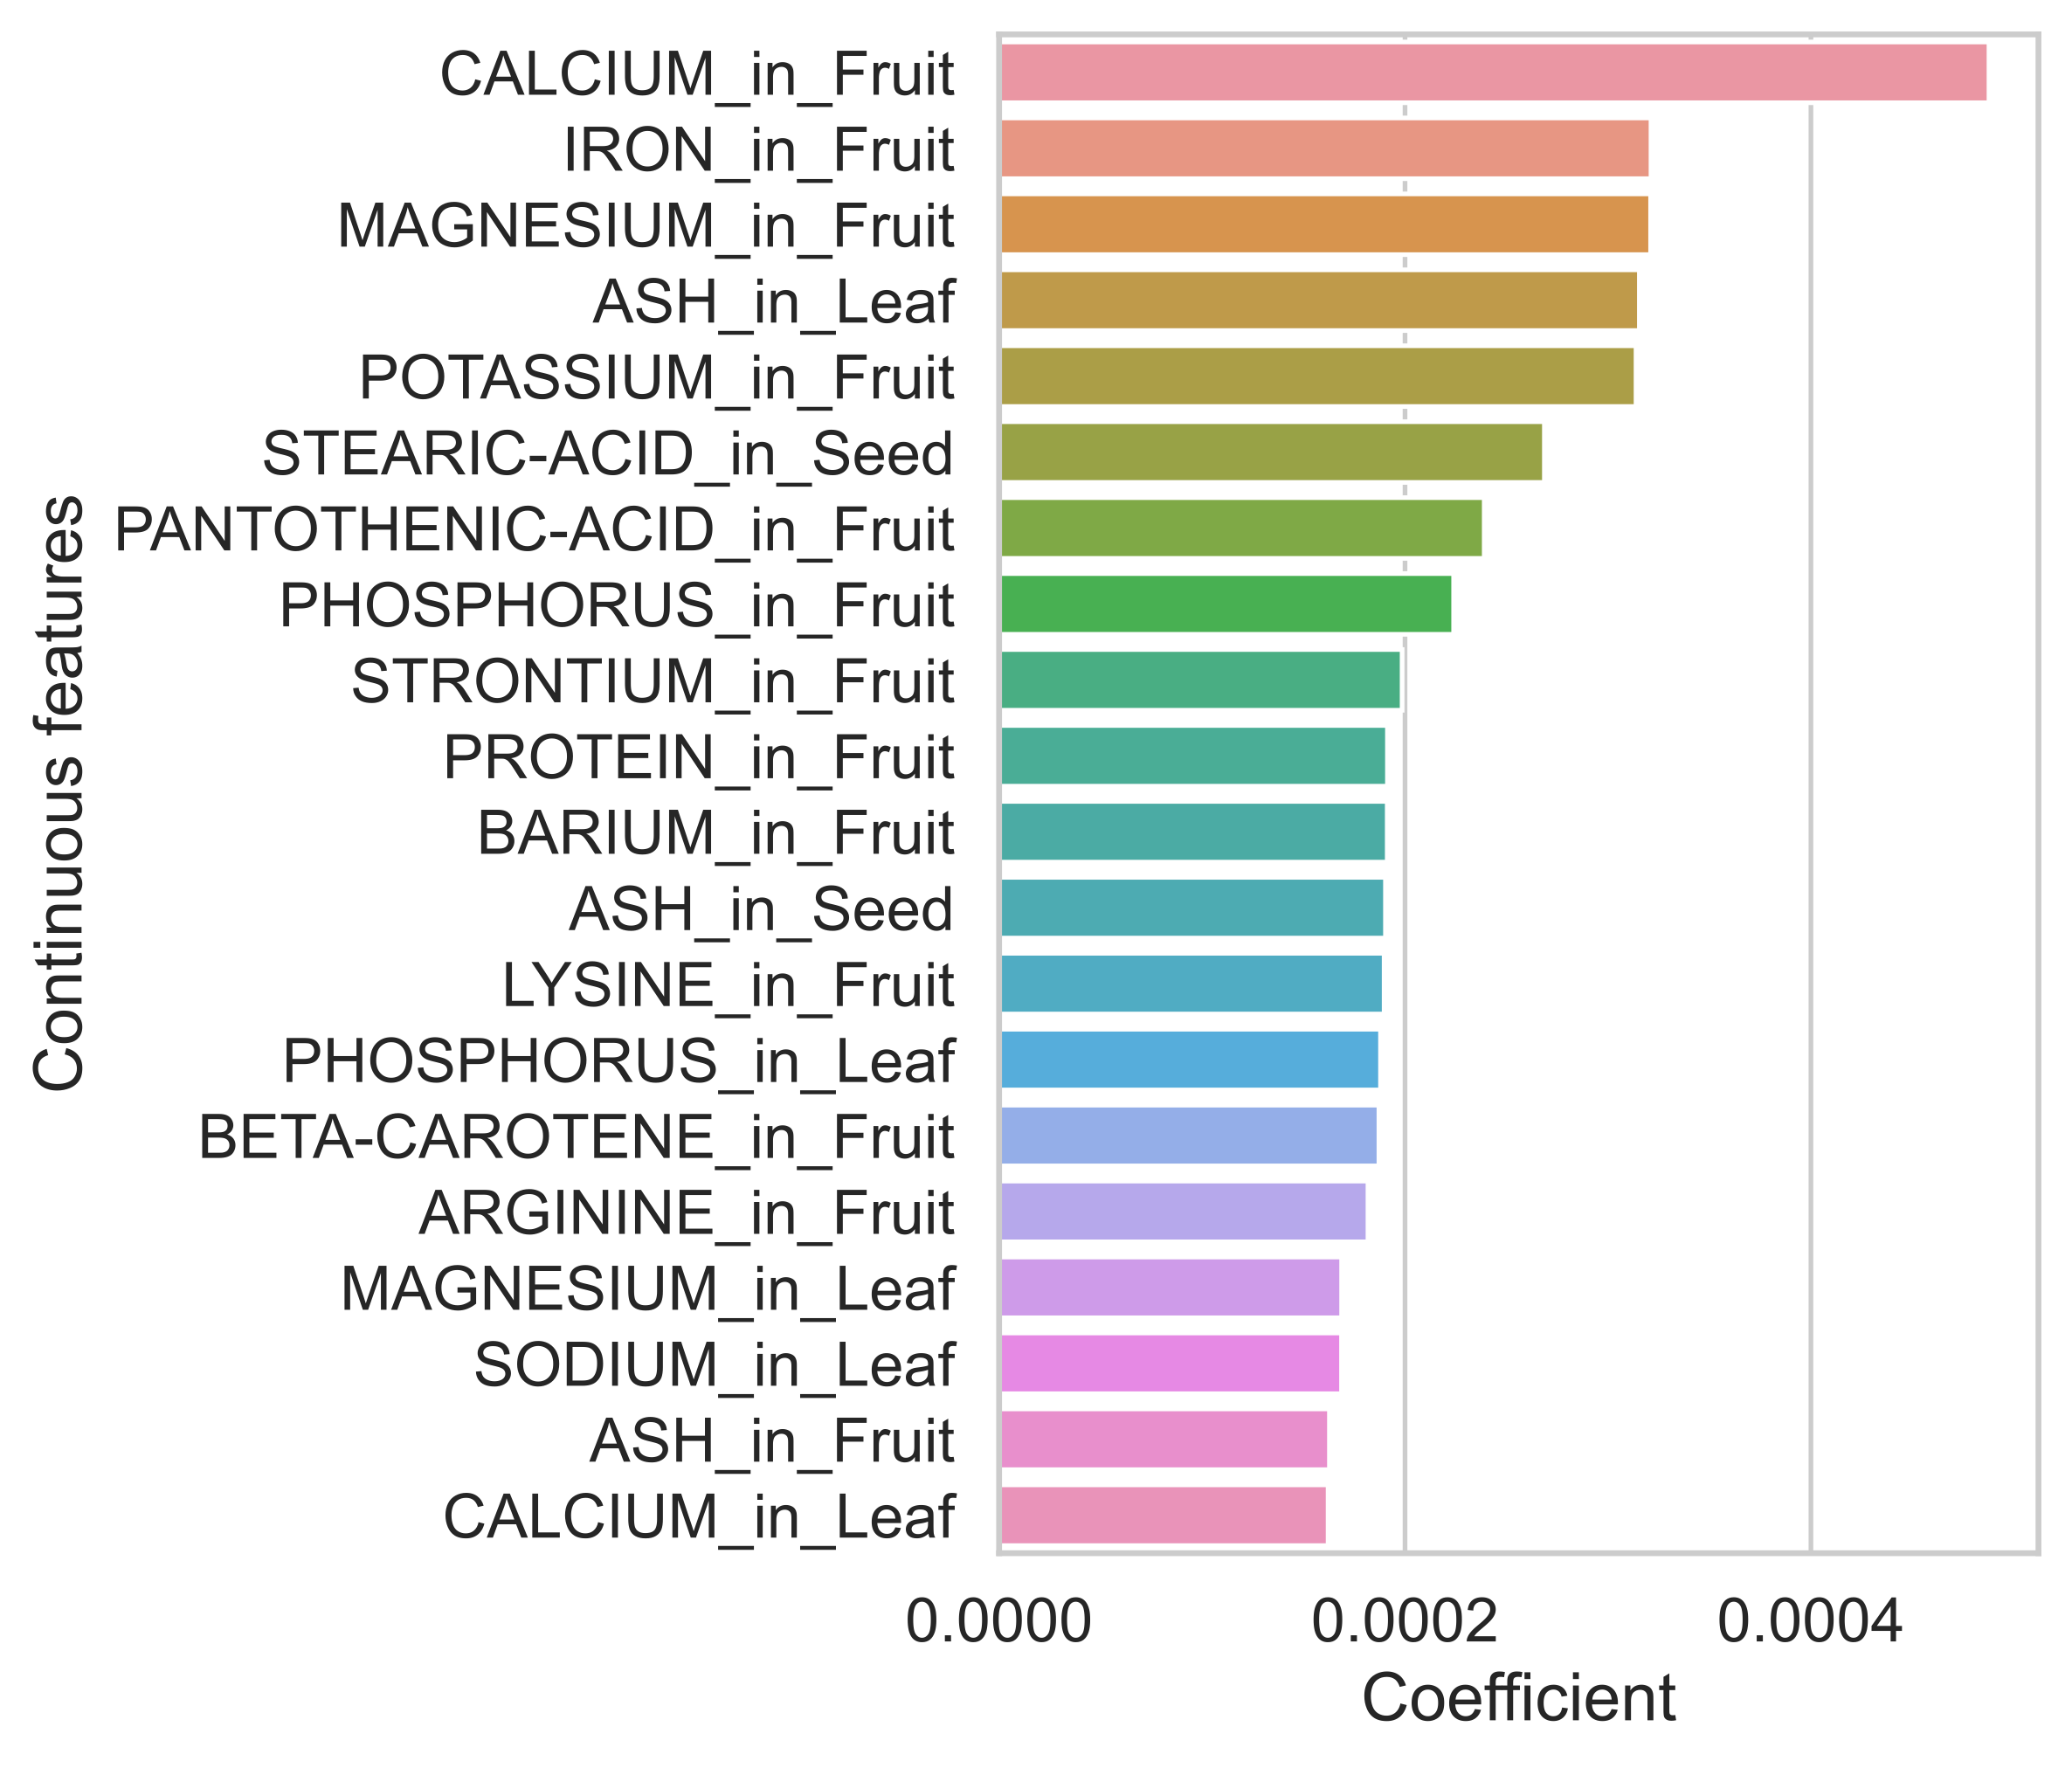 CALCIUM_in_Fruit
IRON_in_Fruit
MAGNESIUM_in_Fruit
ASH_in_Leaf
POTASSIUM_in_Fruit
STEARIC-ACID_in_Seed
PANTOTHENIC-ACID_in_Fruit
PHOSPHORUS_in_Fruit
STRONTIUM_in_Fruit
PROTEIN_in_Fruit
BARIUM_in_Fruit
ASH_in_Seed
LYSINE_in_Fruit
PHOSPHORUS_in_Leaf
BETA-CAROTENE_in_Fruit
ARGININE_in_Fruit
MAGNESIUM_in_Leaf
SODIUM_in_Leaf
ASH_in_Fruit
CALCIUM_in_Leaf
Continuous features
0.0000 0.0002 0.0004
Coefficient